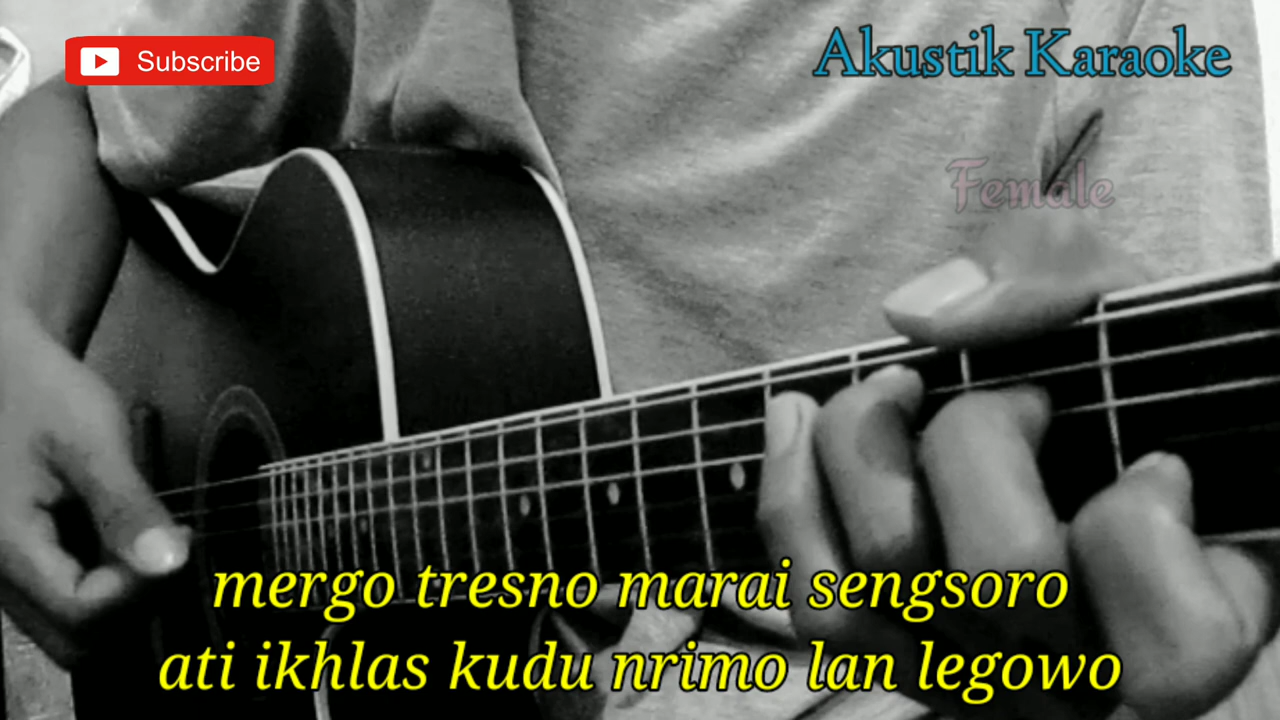 Subscribe
Akustik Karaoke
Female
mergo tresno marai sengsoro
ati ikhlas kudu nrimo lan legowo